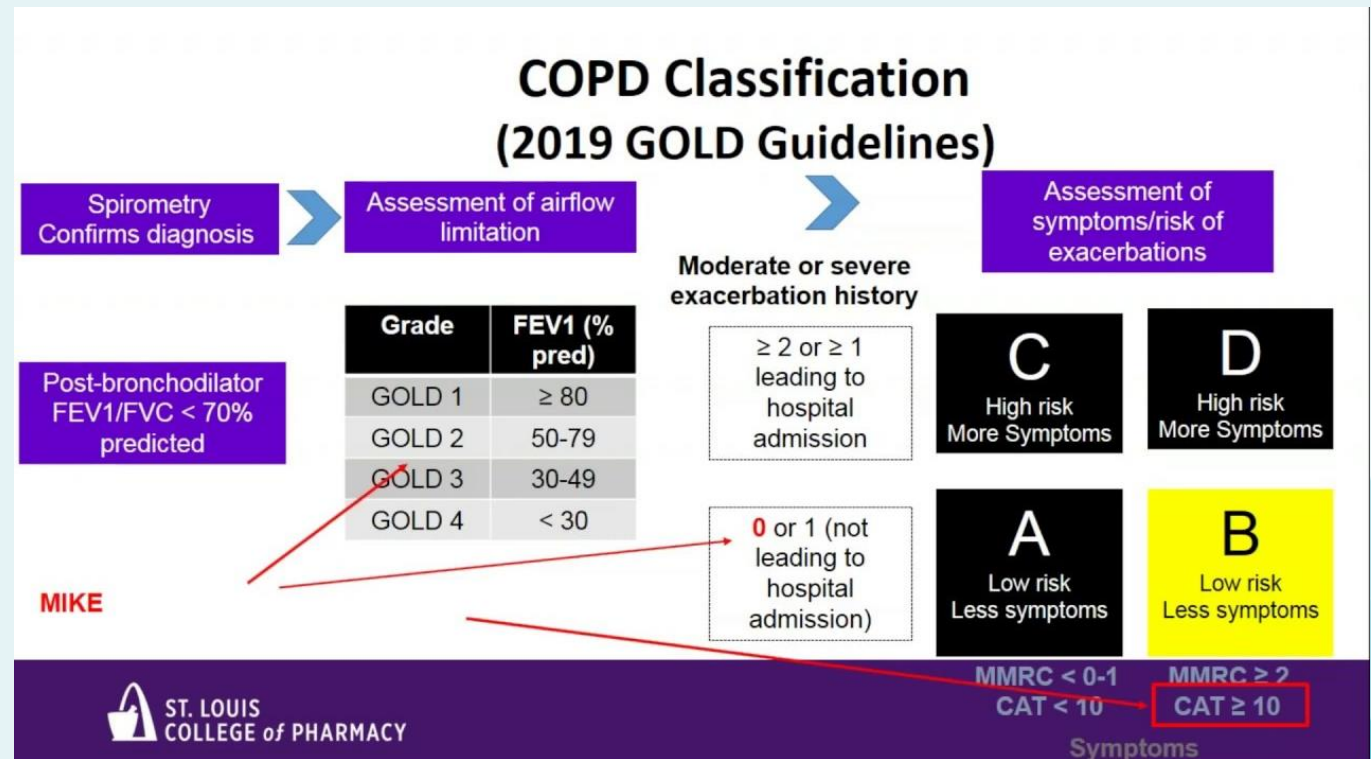 COPD Classification
(2019 GOLD Guidelines)
Spirometry
Confirms diagnosis
Assessment of airflow
limitation
Assessment of
symptoms/risk of
exacerbations
Moderate or severe
exacerbation history
Post-bronchodilator
FEV1/FVC < 70%
predicted
Grade FEV1 (%
pred)
GOLD 1 ≥ 80
GOLD 2 50-79
GOLD 3 30-49
GOLD 4 < 30
≥ 2 or ≥ 1
leading to
hospital
admission
C
High risk
More Symptoms
D
High risk
More Symptoms
0 or 1 (not
leading to
hospital
admission)
A
Low risk
Less symptoms
B
Low risk
Less symptoms
MIKE
MMRC < 0-1 MMRC ≥ 2
CAT < 10 CAT ≥ 10
Symptoms
ST. LOUIS
COLLEGE of PHARMACY